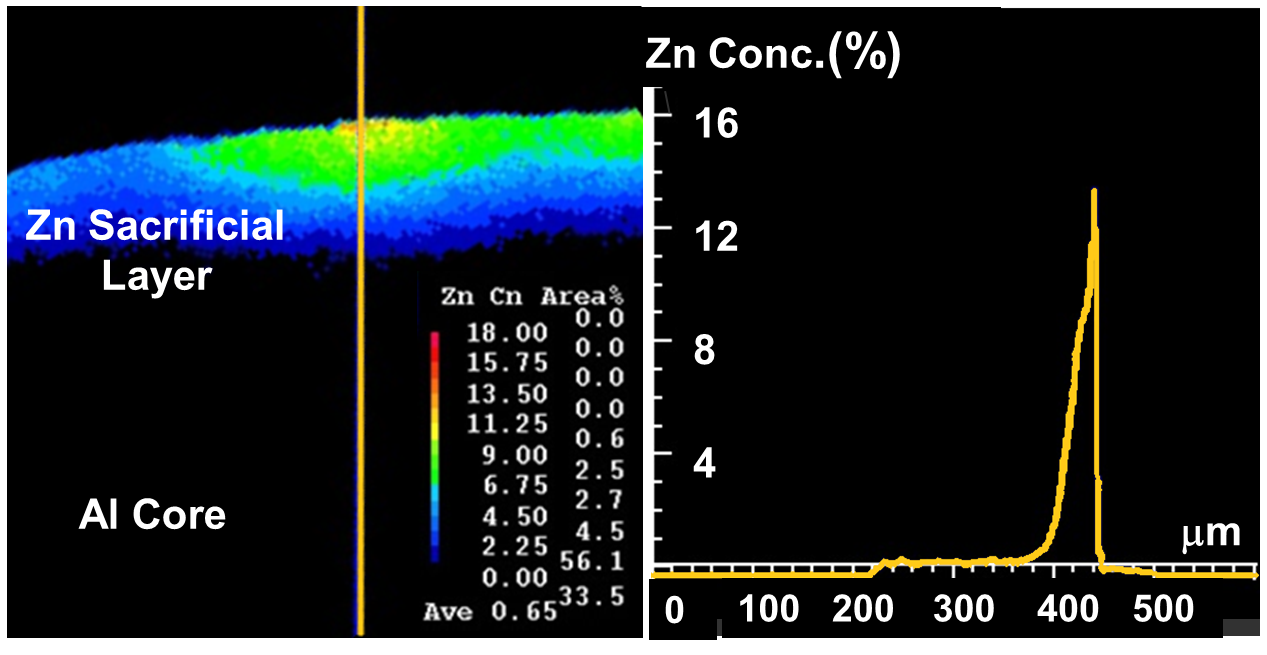 Zn Sacrificial
Layer
Al Core
Zn Cn Area%
0.0
18.00
0.0
15.75
0.0
13.50
0.0
11.25
0.6
9.00
2.5
6.75
2.7
4.50
4.5
2.25
56.1
0.00
33.5
Ave 0.65
Zn Conc.(%)
16
12
8
4
μm
0 100 200 300 400 500